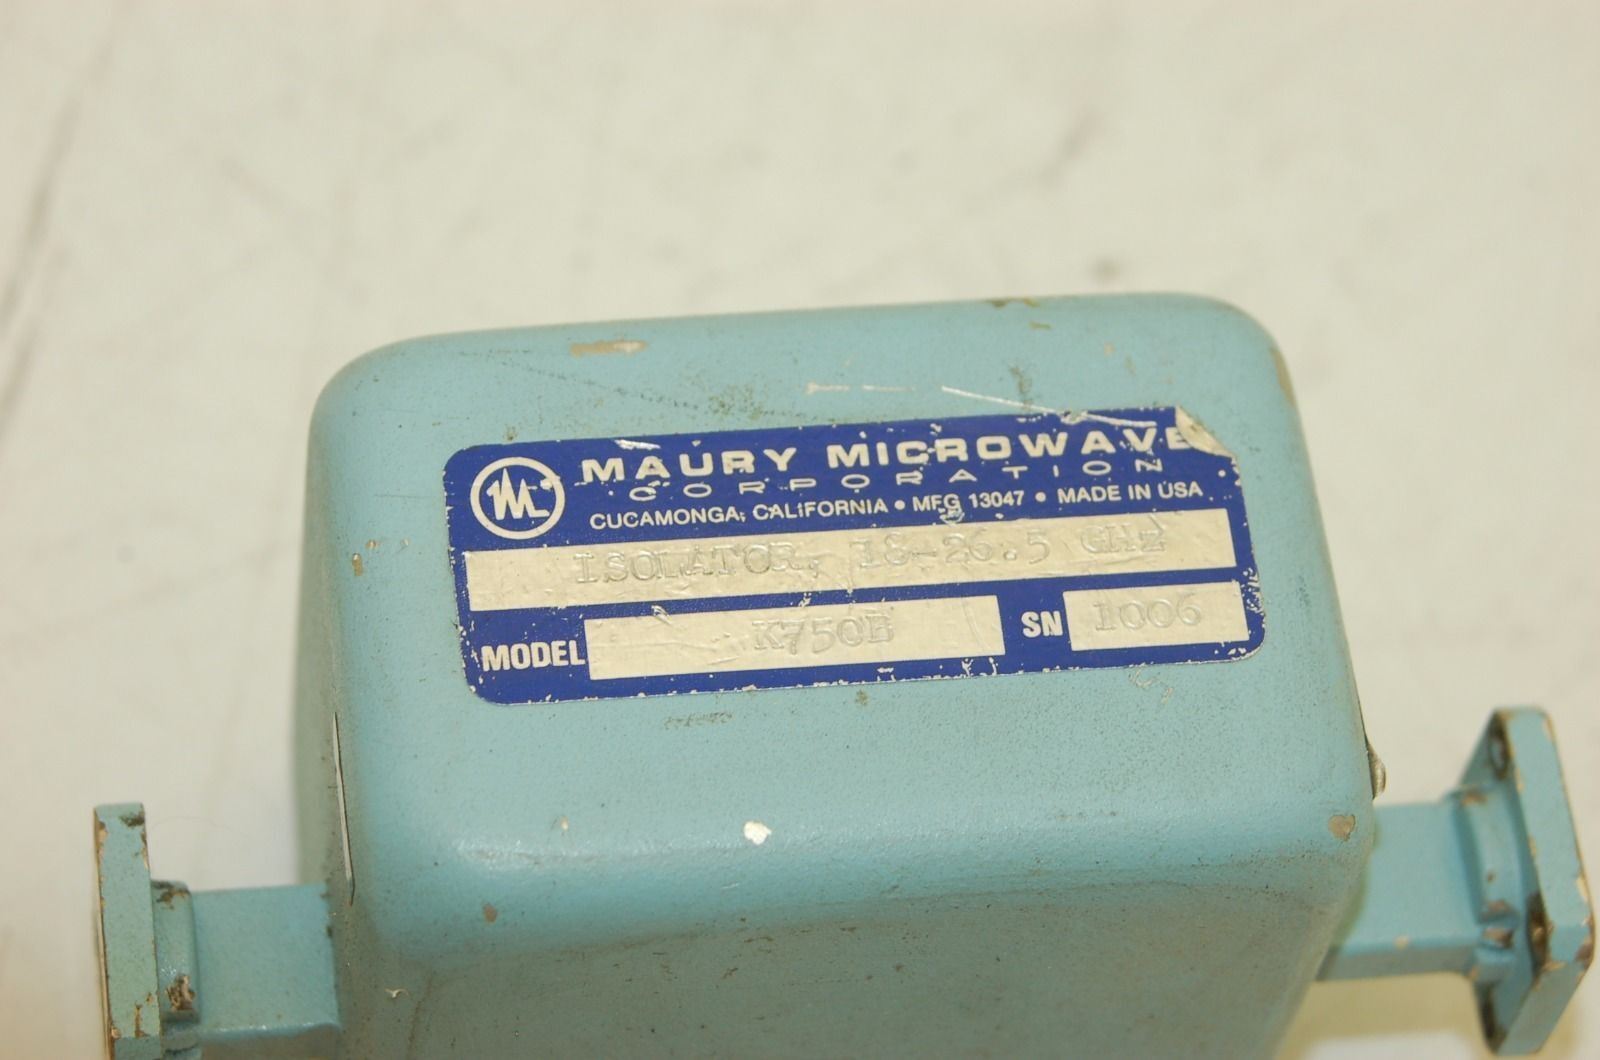 MAURY MICROWAVE
CORPORATION
CUCAMONGA, CALIFORNIA • MFG 13047 • MADE IN USA
ISOLATOR, 18-26.5 GHz
MODEL K750B SN 1006